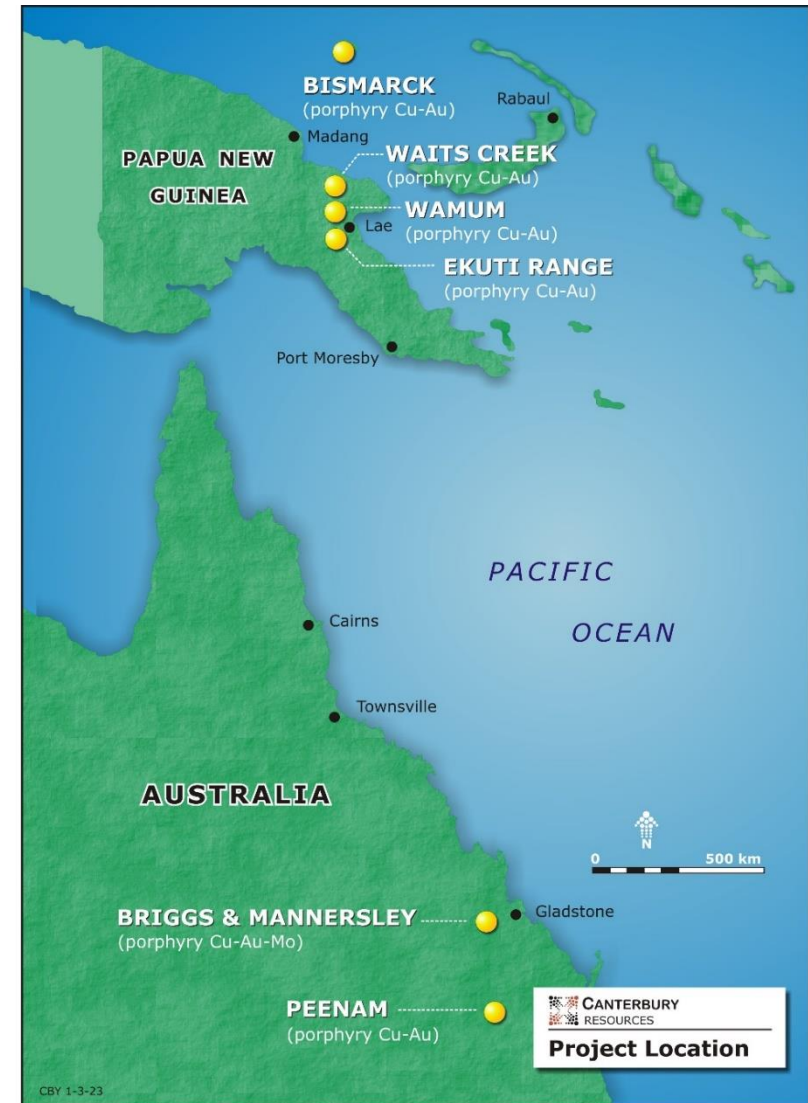 BISMARCK
(porphyry Cu-Au)
Rabaul
Madang
PAPUA NEW
GUINEA
WAITS CREEK
(porphyry Cu-Au)
WAMUM
(porphyry Cu-Au)
Lae
EKUTI RANGE
(porphyry Cu-Au)
Port Moresby
PACIFIC
OCEAN
Cairns
Townsville
AUSTRALIA
N
0 500 km
BRIGGS & MANNERSLEY
(porphyry Cu-Au-Mo)
Gladstone
PEENAM
(porphyry Cu-Au)
CANTERBURY
RESOURCES
Project Location
CBY 1-3-23